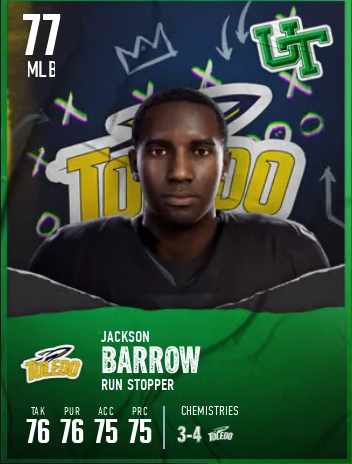 77
MLB
UT
TOLEDO
JACKSON
BARROW
RUN STOPPER
TOLEDO
TAK PUR ACC PRC
76 76 75 75
CHEMISTRIES
3-4 TOLEDO